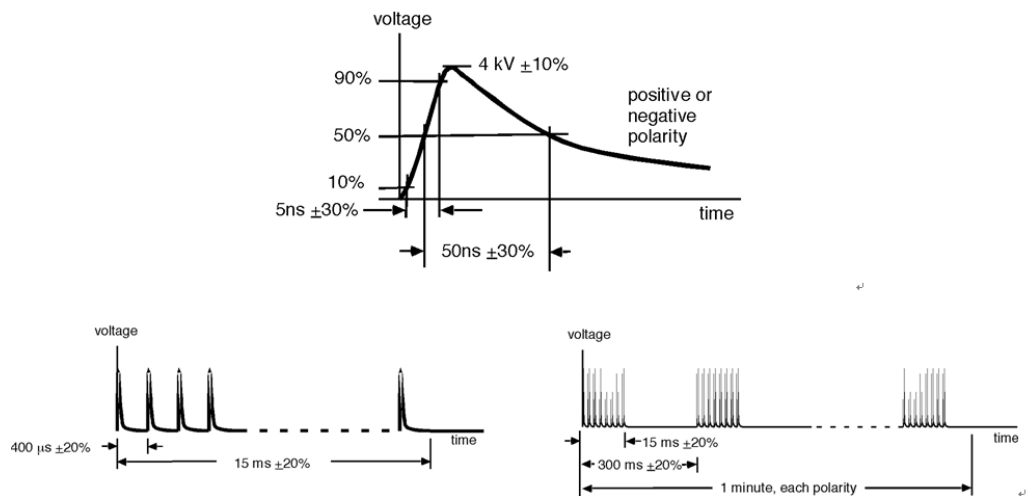 voltage
4 kV ±10%
90%
positive or
negative
polarity
50%
10%
5ns ±30%
time
50ns ±30%
voltage
time
400 µs ±20%
15 ms ±20%
voltage
time
15 ms ±20%
300 ms ±20%
1 minute, each polarity